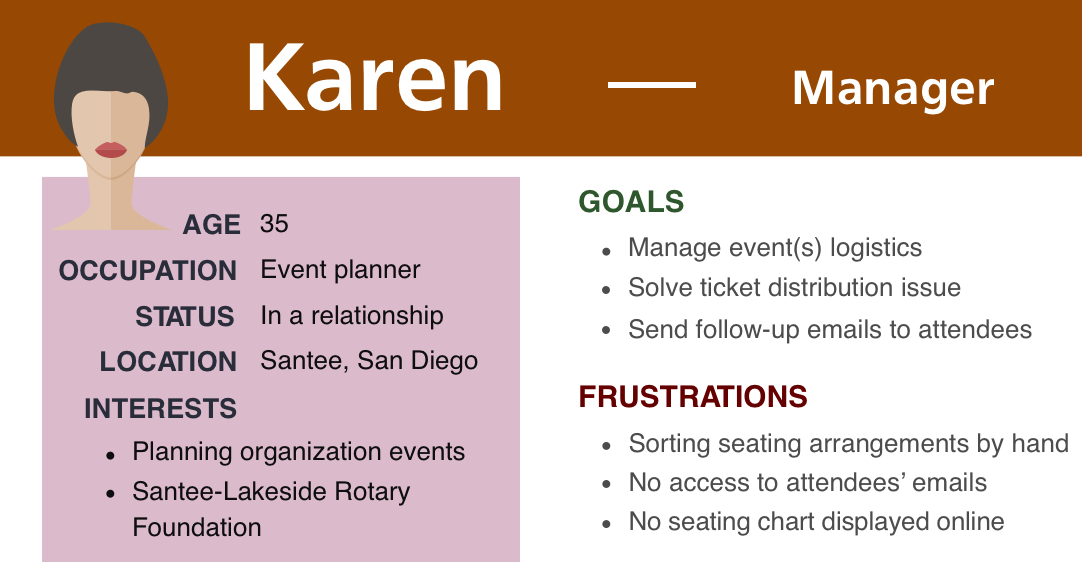 Karen — Manager
AGE 35
OCCUPATION Event planner
STATUS In a relationship
LOCATION Santee, San Diego
INTERESTS
• Planning organization events
• Santee-Lakeside Rotary
Foundation
GOALS
• Manage event(s) logistics
• Solve ticket distribution issue
• Send follow-up emails to attendees
FRUSTRATIONS
• Sorting seating arrangements by hand
• No access to attendees’ emails
• No seating chart displayed online